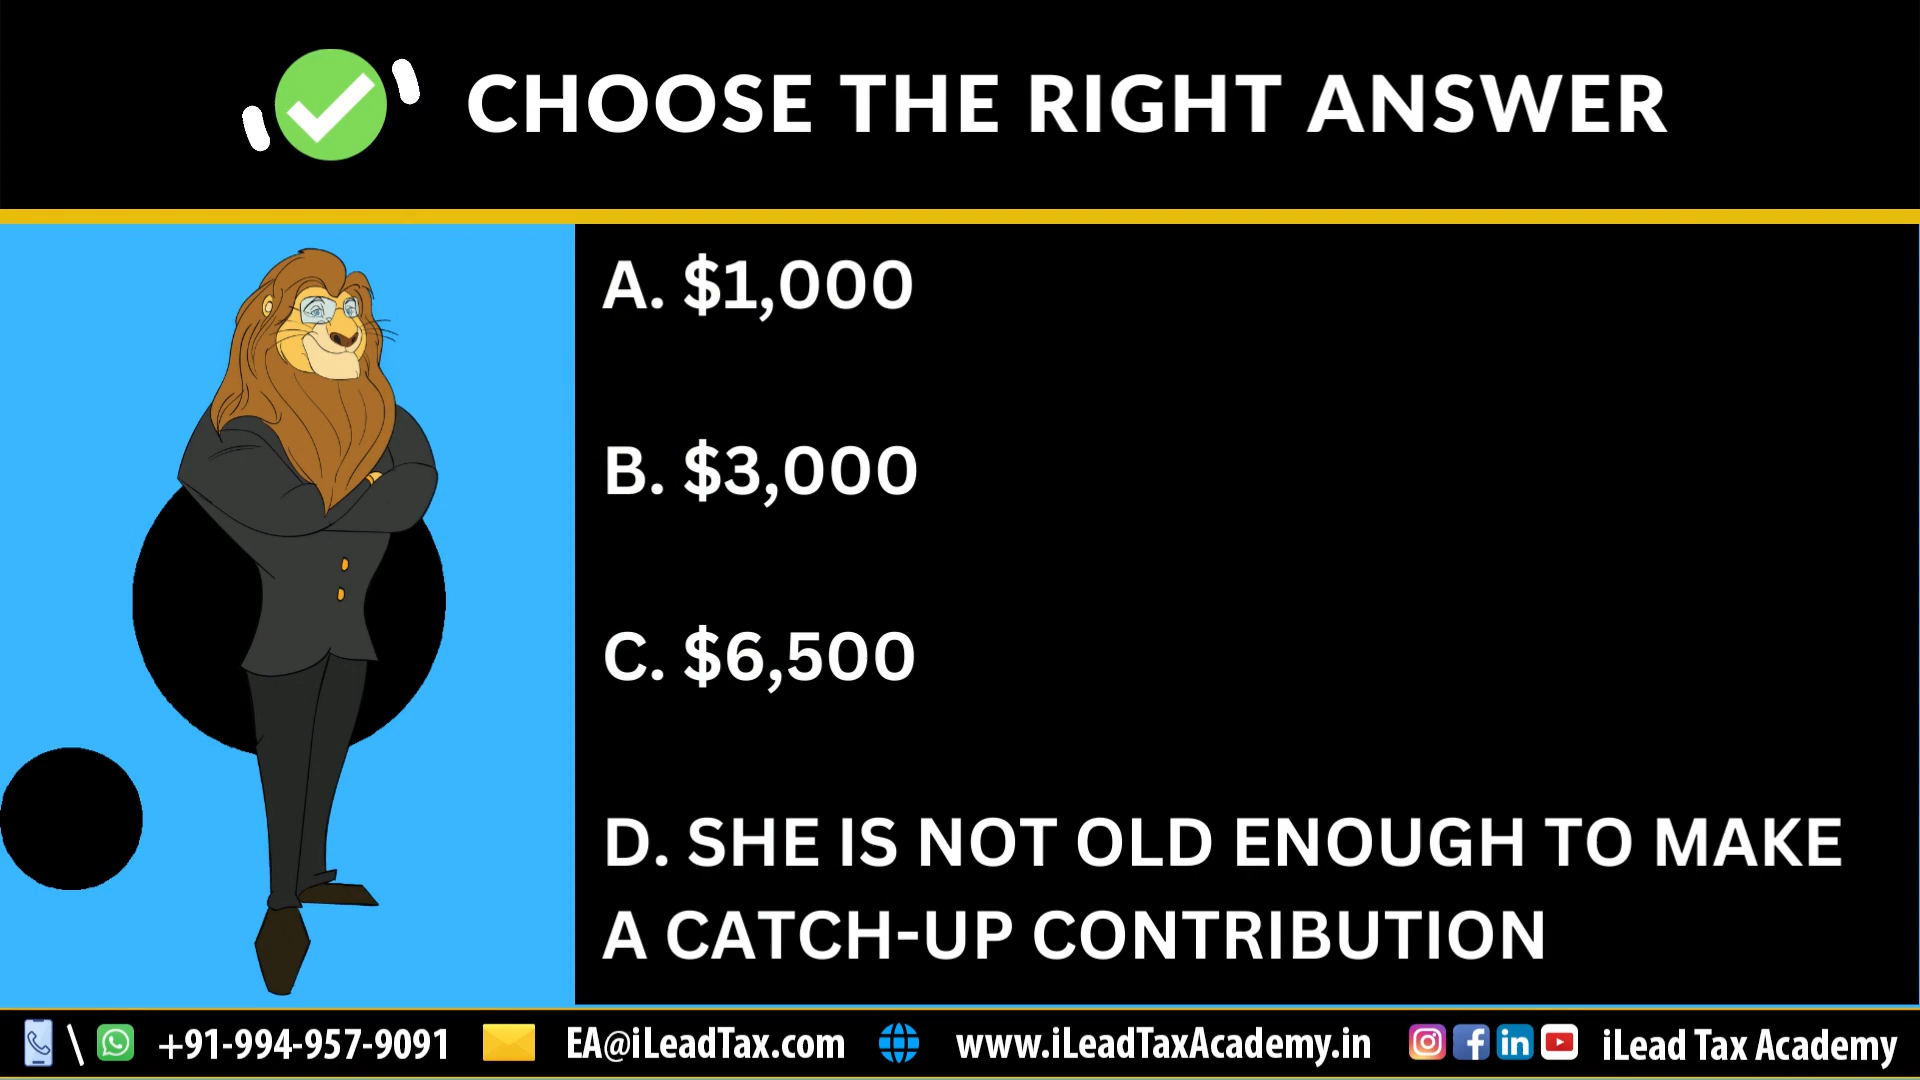 CHOOSE THE RIGHT ANSWER
A. $1,000
B. $3,000
C. $6,500
D. SHE IS NOT OLD ENOUGH TO MAKE
A CATCH-UP CONTRIBUTION
\ +91-994-957-9091 EA@iLeadTax.com www.iLeadTaxAcademy.in in iLead Tax Academy